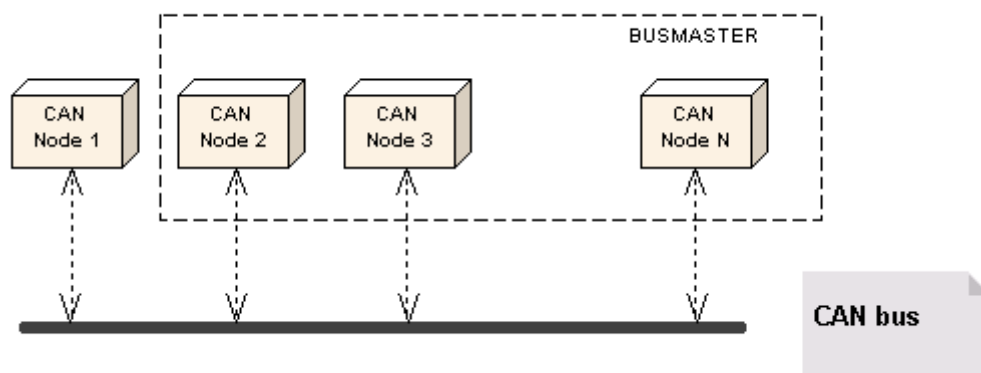 BUSMASTER
CAN
Node 1
CAN
Node 2
CAN
Node 3
CAN
Node N
CAN bus